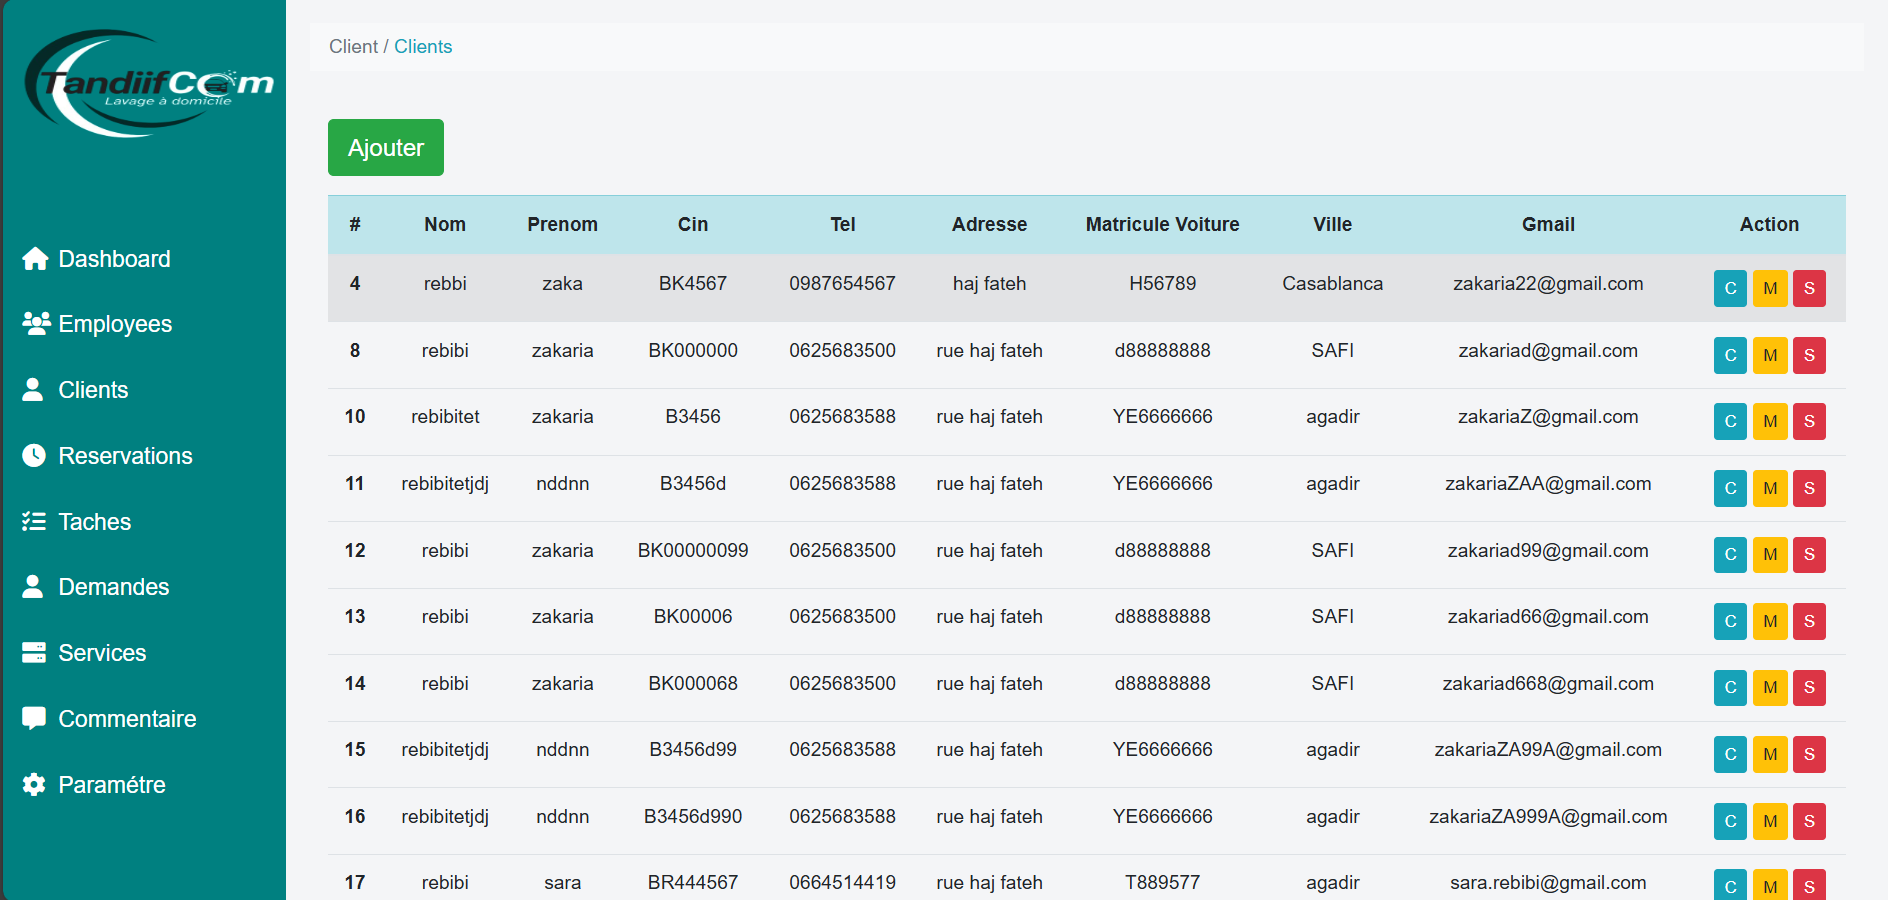 TandiifCom
Lavage à domicile
Dashboard
Employees
Clients
Reservations
Taches
Demandes
Services
Commentaire
Paramétre
Client / Clients
Ajouter
# Nom Prenom Cin Tel Adresse Matricule Voiture Ville Gmail Action
4 rebbi zaka BK4567 0987654567 haj fateh H56789 Casablanca zakaria22@gmail.com C M S
8 rebibi zakaria BK000000 0625683500 rue haj fateh d88888888 SAFI zakariad@gmail.com C M S
10 rebibitet zakaria B3456 0625683588 rue haj fateh YE6666666 agadir zakariaZ@gmail.com C M S
11 rebibitetjdj nddnn B3456d 0625683588 rue haj fateh YE6666666 agadir zakariaZAA@gmail.com C M S
12 rebibi zakaria BK00000099 0625683500 rue haj fateh d88888888 SAFI zakariad99@gmail.com C M S
13 rebibi zakaria BK00006 0625683500 rue haj fateh d88888888 SAFI zakariad66@gmail.com C M S
14 rebibi zakaria BK000068 0625683500 rue haj fateh d88888888 SAFI zakariad668@gmail.com C M S
15 rebibitetjdj nddnn B3456d99 0625683588 rue haj fateh YE6666666 agadir zakariaZA99A@gmail.com C M S
16 rebibitetjdj nddnn B3456d990 0625683588 rue haj fateh YE6666666 agadir zakariaZA999A@gmail.com C M S
17 rebibi sara BR444567 0664514419 rue haj fateh T889577 agadir sara.rebibi@gmail.com C M S